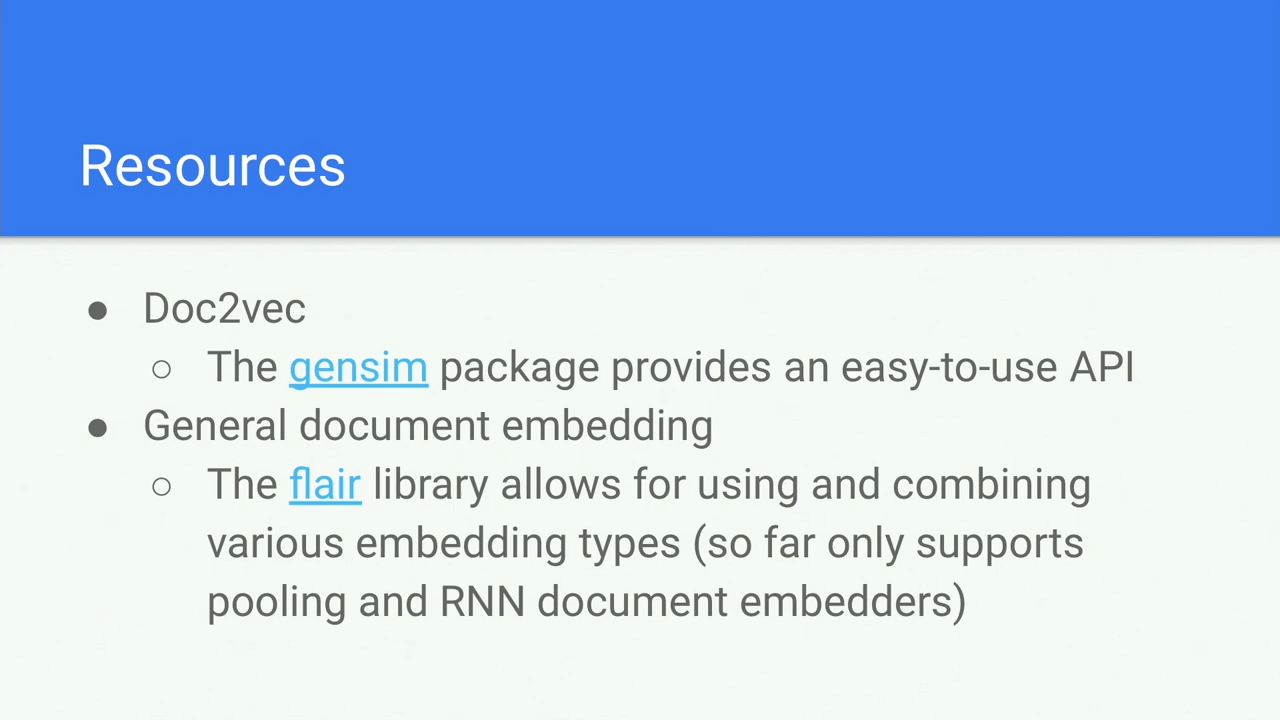 Resources
● Doc2vec
○ The gensim package provides an easy-to-use API
● General document embedding
○ The flair library allows for using and combining
various embedding types (so far only supports
pooling and RNN document embedders)